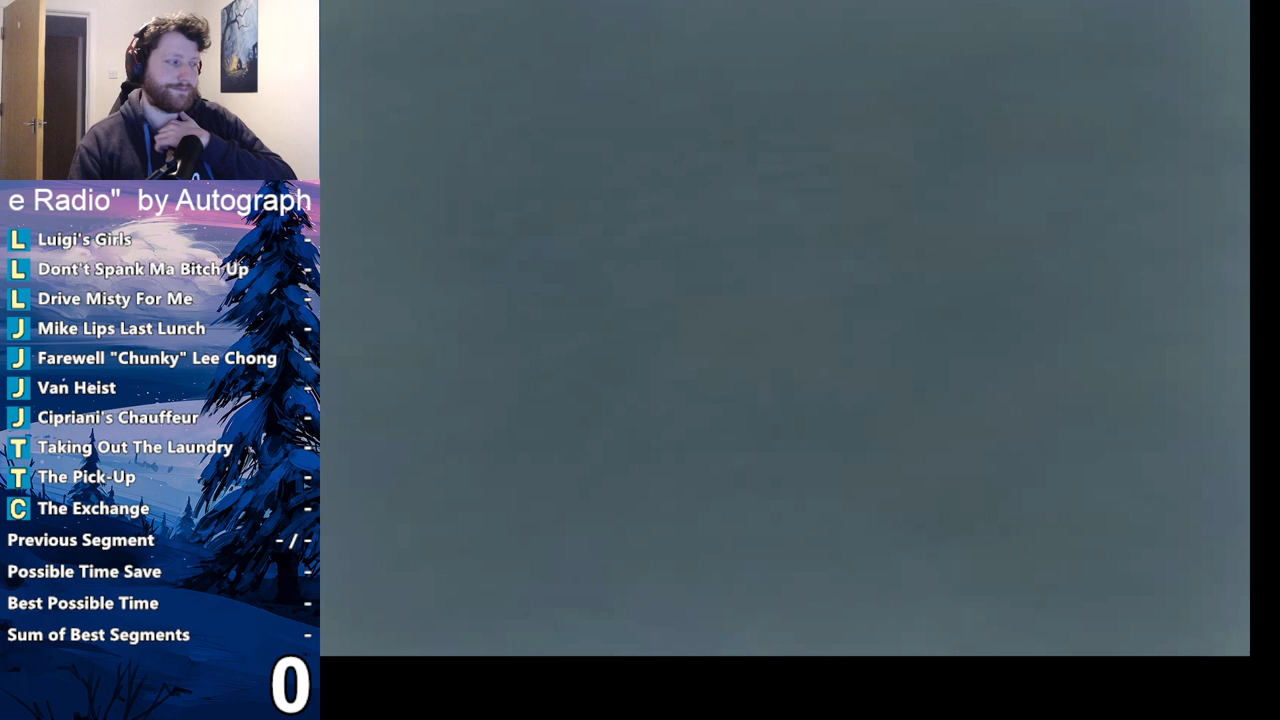 e Radio" by Autograph
L Luigi's Girls -
L Dont't Spank Ma Bitch Up -
L Drive Misty For Me -
J Mike Lips Last Lunch -
J Farewell "Chunky" Lee Chong -
J Van Heist -
J Cipriani's Chauffeur -
T Taking Out The Laundry -
T The Pick-Up -
C The Exchange -
Previous Segment - / -
Possible Time Save -
Best Possible Time -
Sum of Best Segments -
0